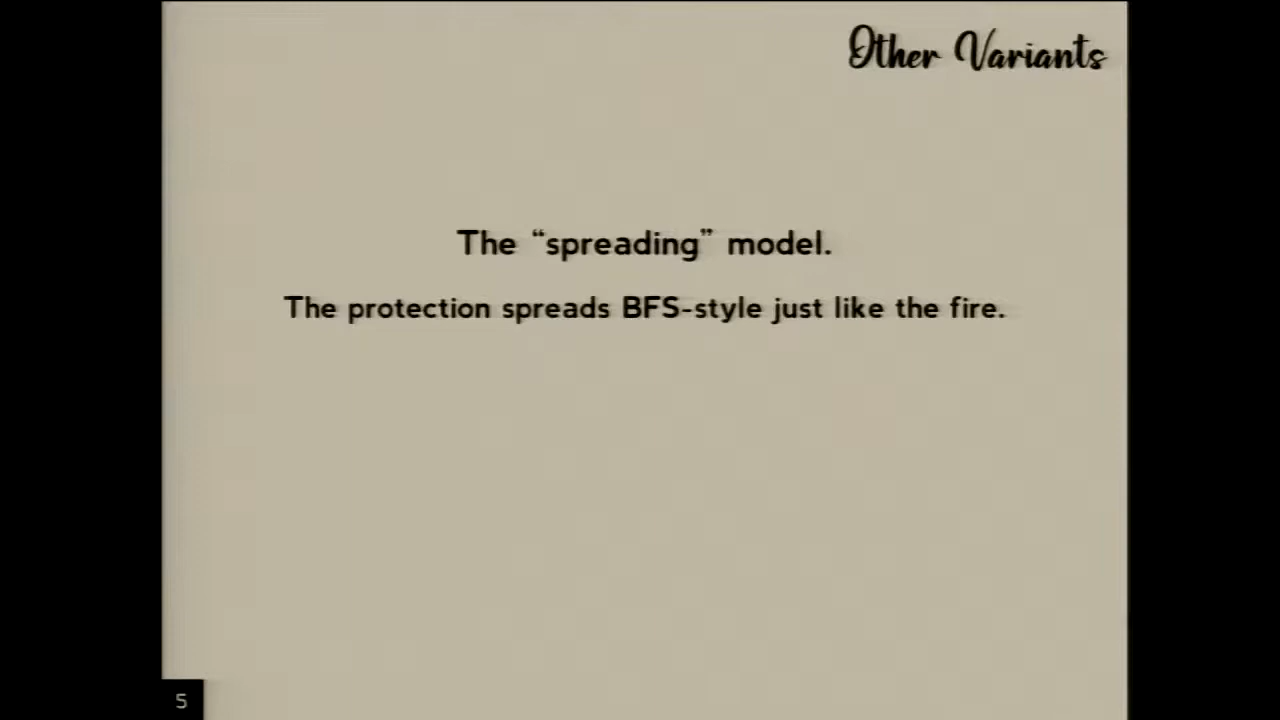 Other Variants
The “spreading” model.
The protection spreads BFS-style just like the fire.
5